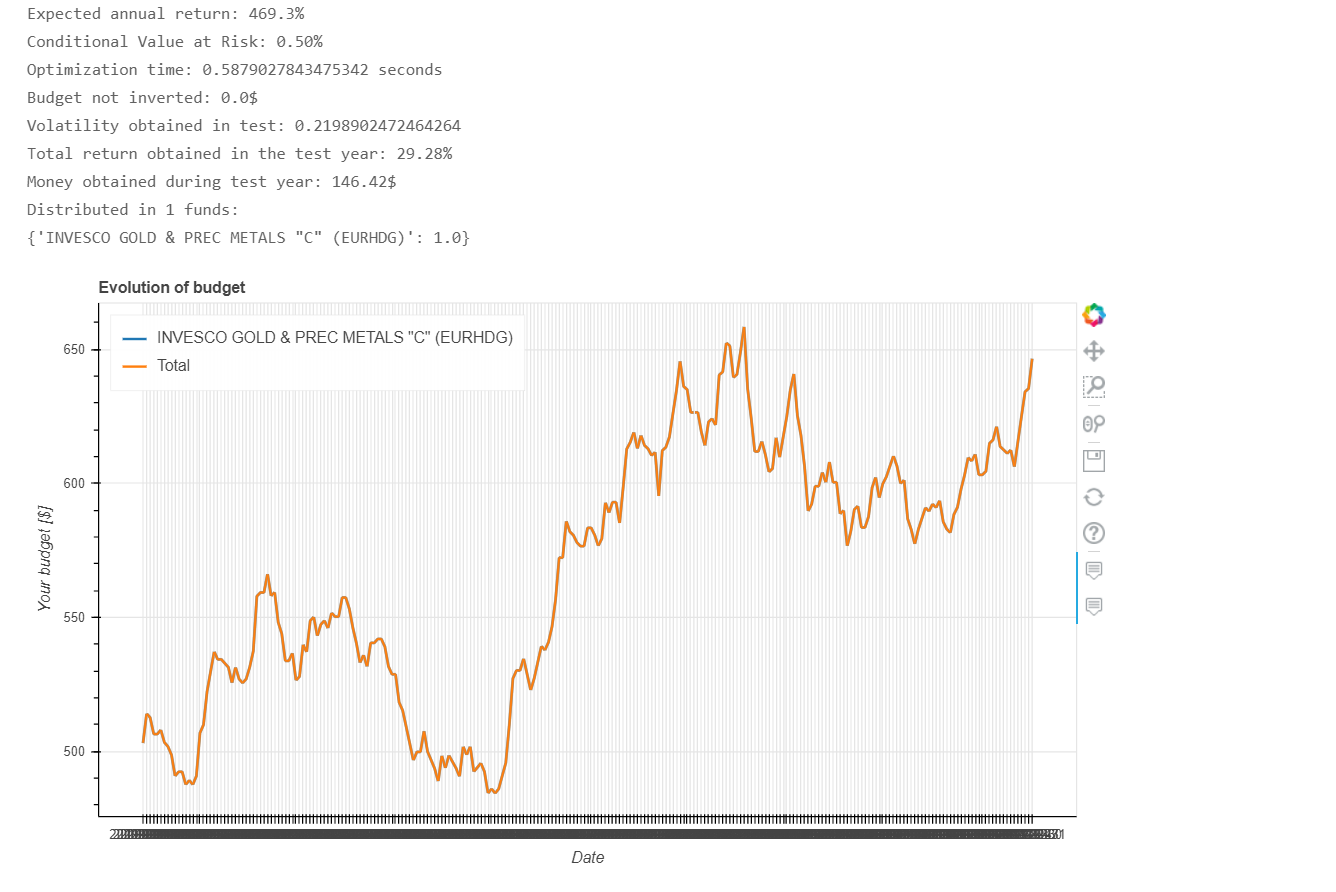 Expected annual return: 469.3%
Conditional Value at Risk: 0.50%
Optimization time: 0.5879027843475342 seconds
Budget not inverted: 0.0$
Volatility obtained in test: 0.2198902472464264
Total return obtained in the test year: 29.28%
Money obtained during test year: 146.42$
Distributed in 1 funds:
{'INVESCO GOLD & PREC METALS "C" (EURHDG)': 1.0}
Evolution of budget
INVESCO GOLD & PREC METALS "C" (EURHDG)
Total
650
600
550
500
Your budget [$]
Date